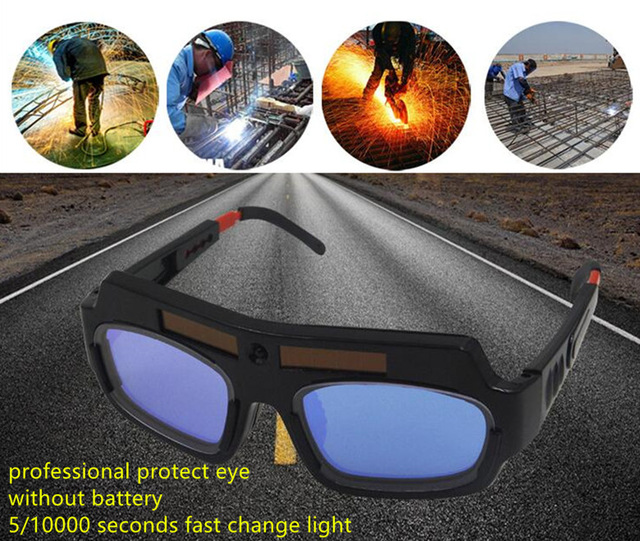 professional protect eye
without battery
5/10000 seconds fast change light